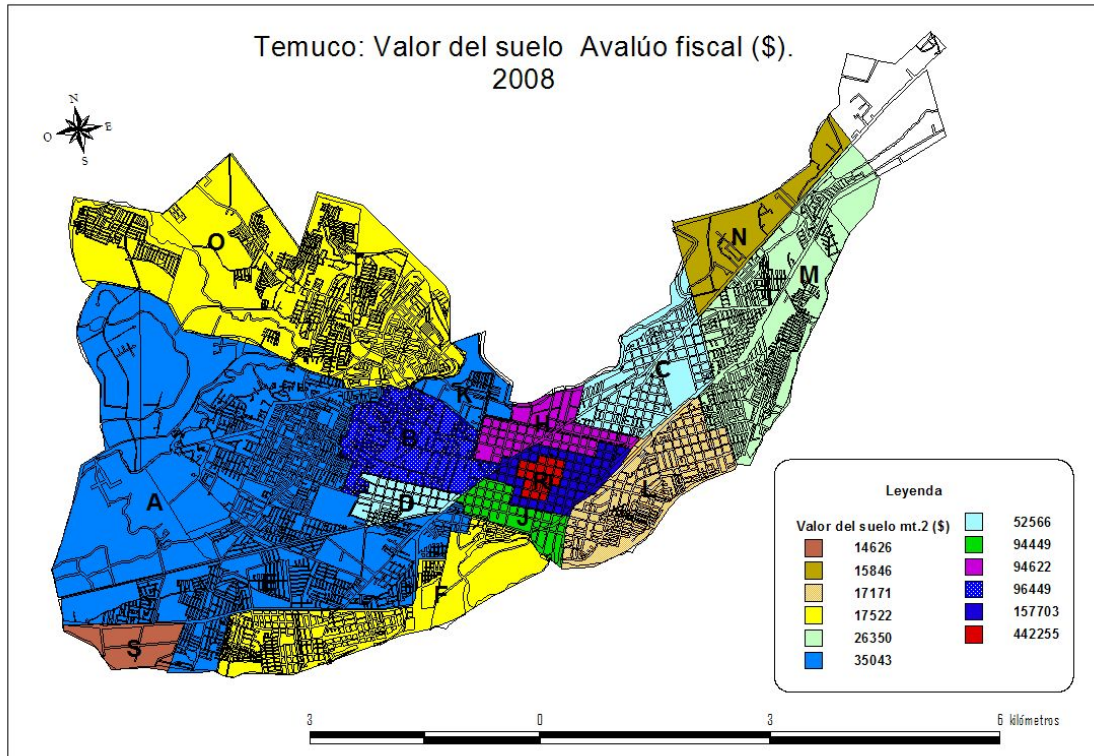 Temuco: Valor del suelo Avalúo fiscal ($).
2008
N
O E
S
O
N
M
C
K
H
B
A
D
R
L
J
F
S
Leyenda
Valor del suelo mt.2 ($)
14626
15846
17171
17522
26350
35043
52566
94449
94622
96449
157703
442255
3 0 3 6 kilómetros